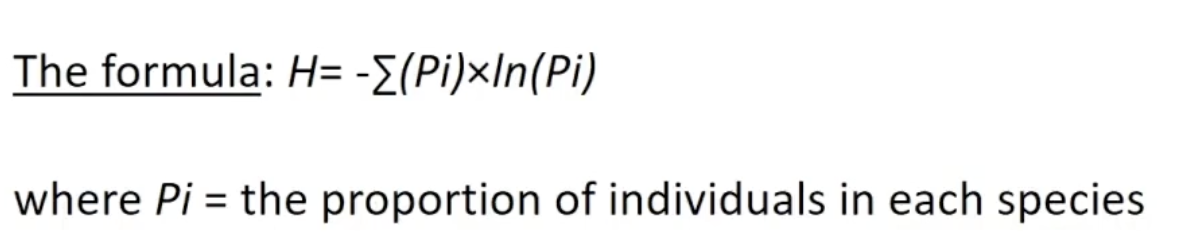 The formula: H= -∑(Pi)×ln(Pi)
where Pi = the proportion of individuals in each species